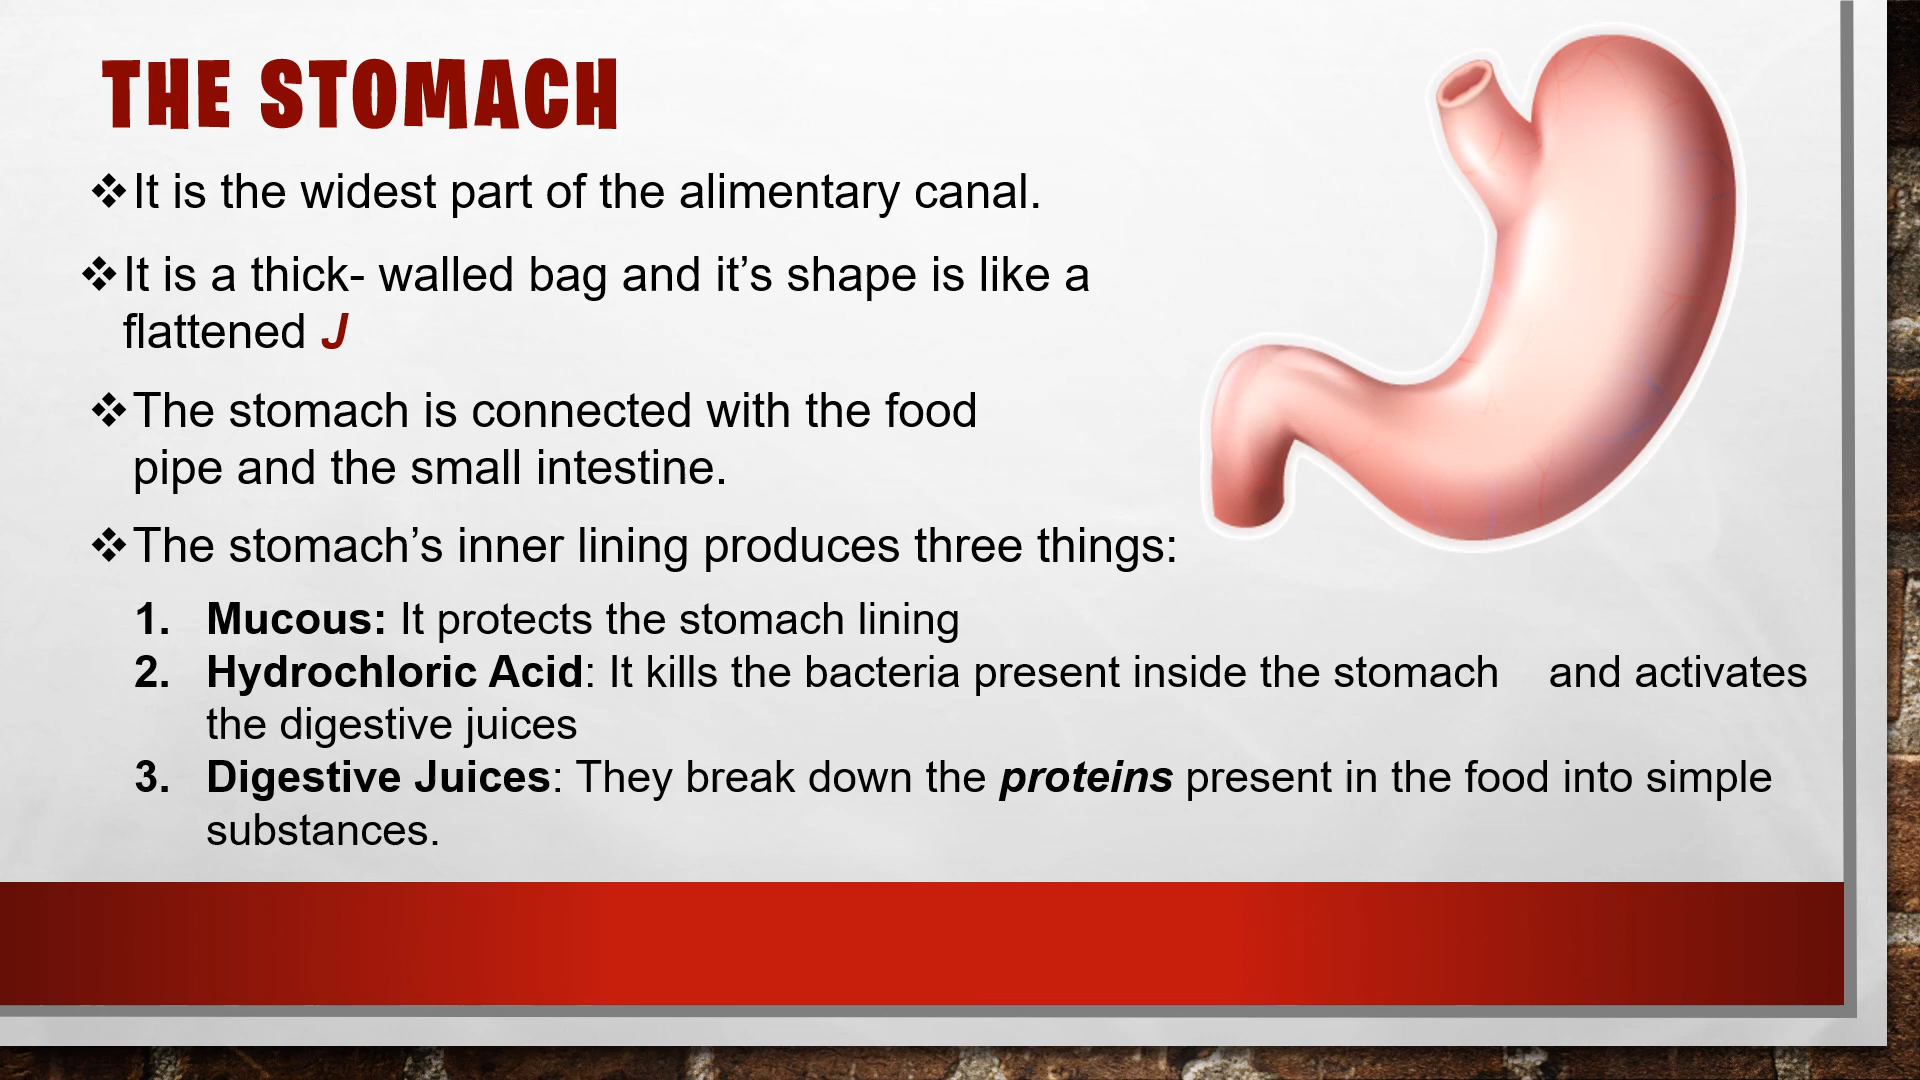 THE STOMACH
❖It is the widest part of the alimentary canal.
❖It is a thick- walled bag and it’s shape is like a
flattened J
❖The stomach is connected with the food
pipe and the small intestine.
❖The stomach’s inner lining produces three things:
1. Mucous: It protects the stomach lining
2. Hydrochloric Acid: It kills the bacteria present inside the stomach and activates
the digestive juices
3. Digestive Juices: They break down the proteins present in the food into simple
substances.